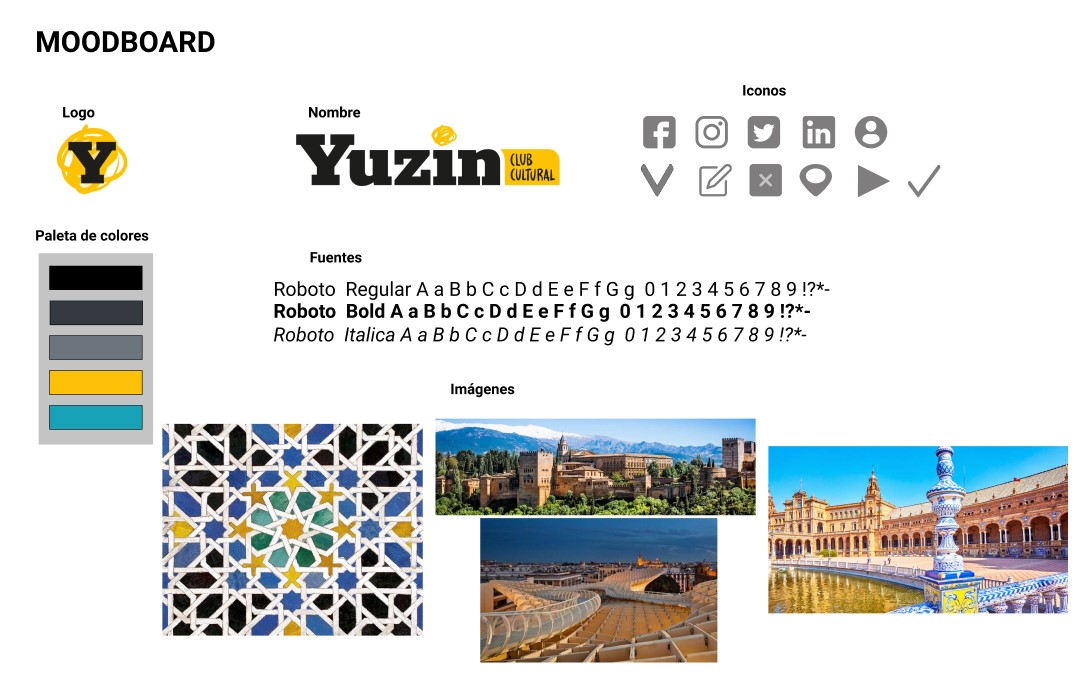 MOODBOARD
Logo
Y
Nombre
Yuzin
CLUB
CULTURAL
Iconos
Paleta de colores
Fuentes
Roboto Regular A a B b C c D d E e F f G g 0 1 2 3 4 5 6 7 8 9 !?*-
Roboto Bold A a B b C c D d E e F f G g 0 1 2 3 4 5 6 7 8 9 !?*-
Roboto Italica A a B b C c D d E e F f G g 0 1 2 3 4 5 6 7 8 9 !?*-
Imágenes